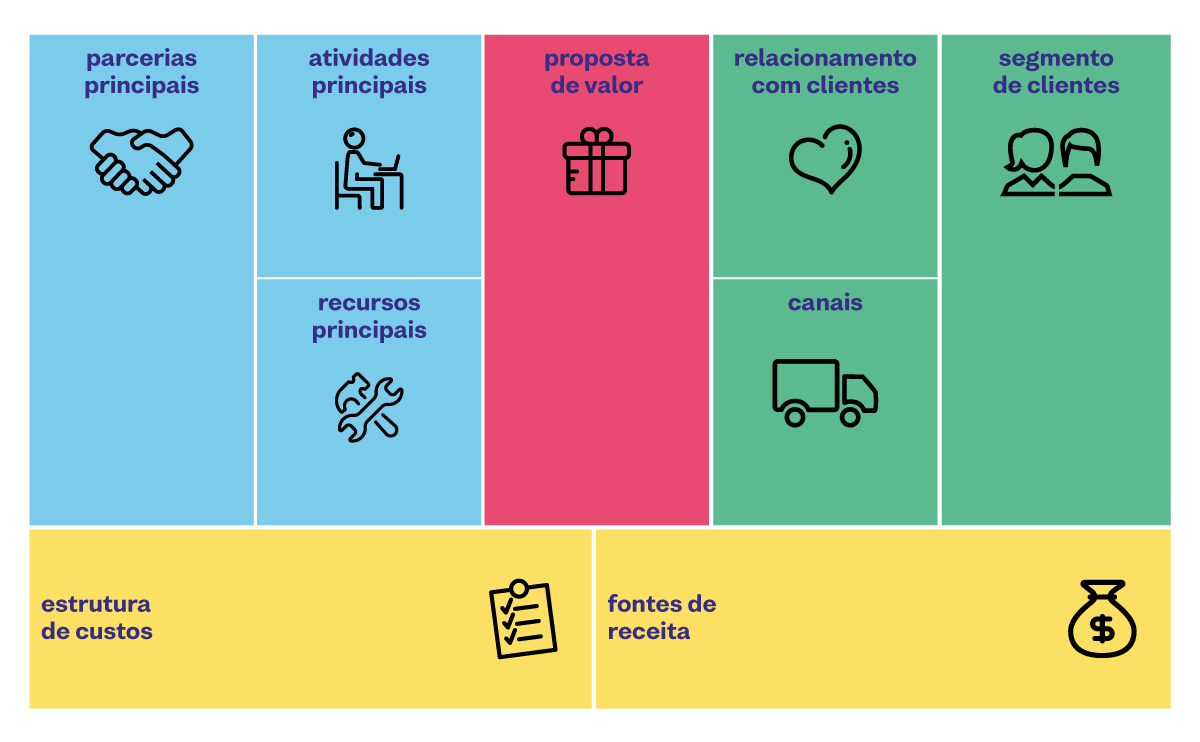 parcerias
principais
atividades
principais
recursos
principais
proposta
de valor
relacionamento
com clientes
canais
segmento
de clientes
estrutura
de custos
fontes de
receita
$